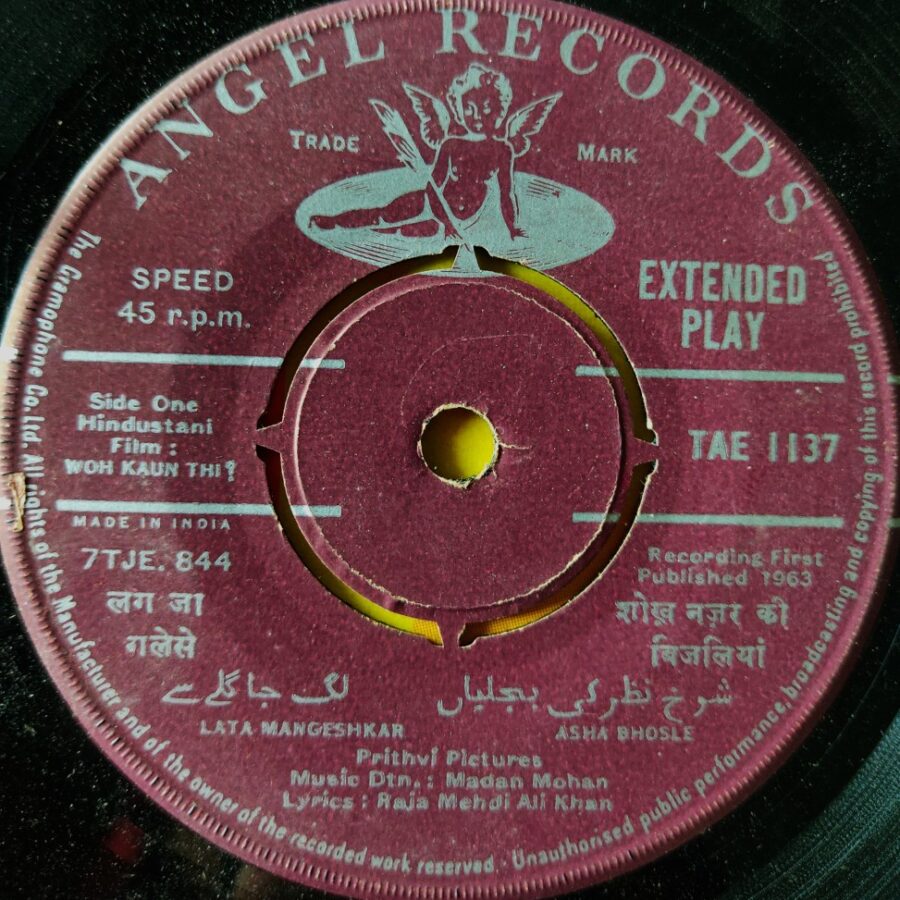 ANGEL RECORDS
TRADE MARK
SPEED
45 r.p.m.
EXTENDED
PLAY
Side One
Hindustani
Film :
WOH KAUN THI?
TAE 1137
MADE IN INDIA
7TJE. 844
Recording First
Published 1963
लग जा
गलेसे
शोख़ नज़र की
बिजलियां
لگ جا گلے سے
شوخ نظر کی بجلیاں
LATA MANGESHKAR
ASHA BHOSLE
Prithvi Pictures
Music Dtn.: Madan Mohan
Lyrics : Raja Mehdi Ali Khan
The Gramophone Co. Ltd. All rights of the Manufacturer and of the owner of the recorded work reserved · Unauthorised public performance, broadcasting and copying of this record prohibited